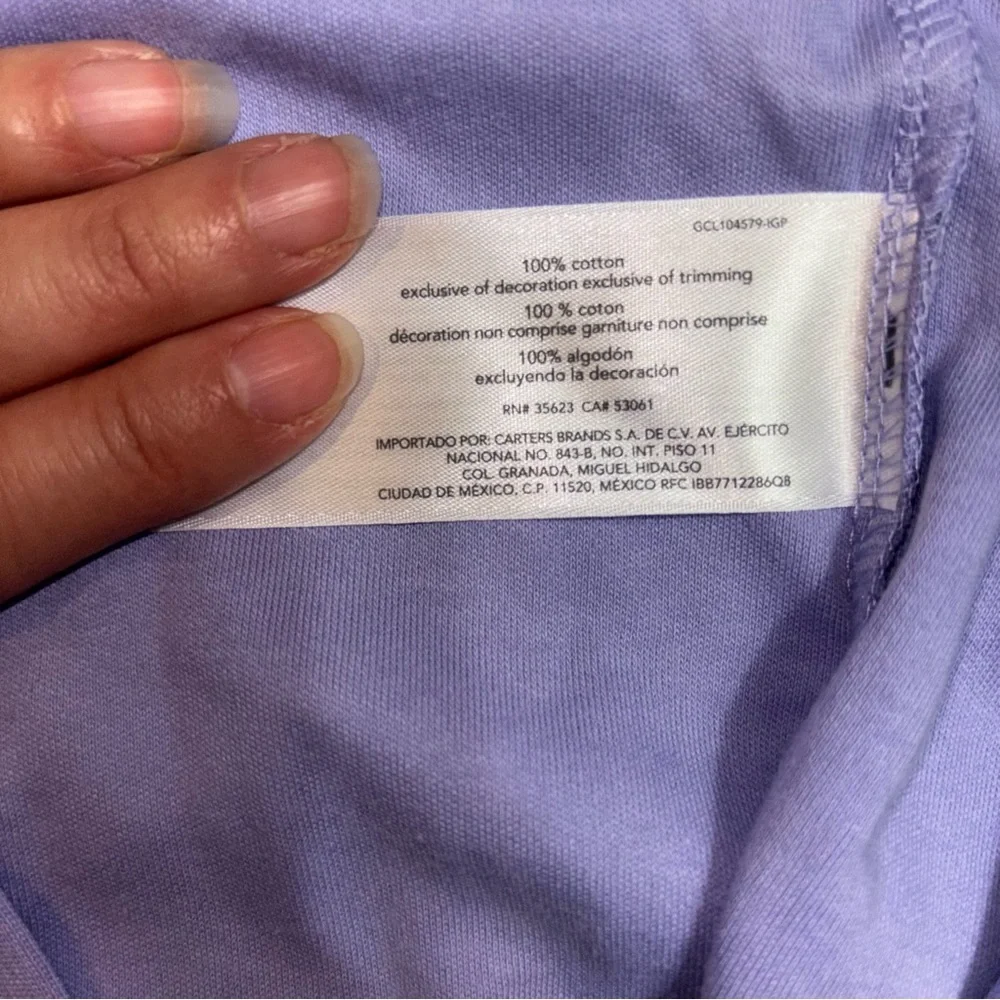 GCL104579-IGP
100% cotton
exclusive of decoration exclusive of trimming
100 % coton
décoration non comprise garniture non comprise
100% algodón
excluyendo la decoración
RN# 35623 CA# 53061
IMPORTADO POR: CARTERS BRANDS S.A. DE C.V. AV. EJÉRCITO
NACIONAL NO. 843-B, NO. INT. PISO 11
COL. GRANADA, MIGUEL HIDALGO
CIUDAD DE MÉXICO, C.P. 11520, MÉXICO RFC IBB7712286Q8